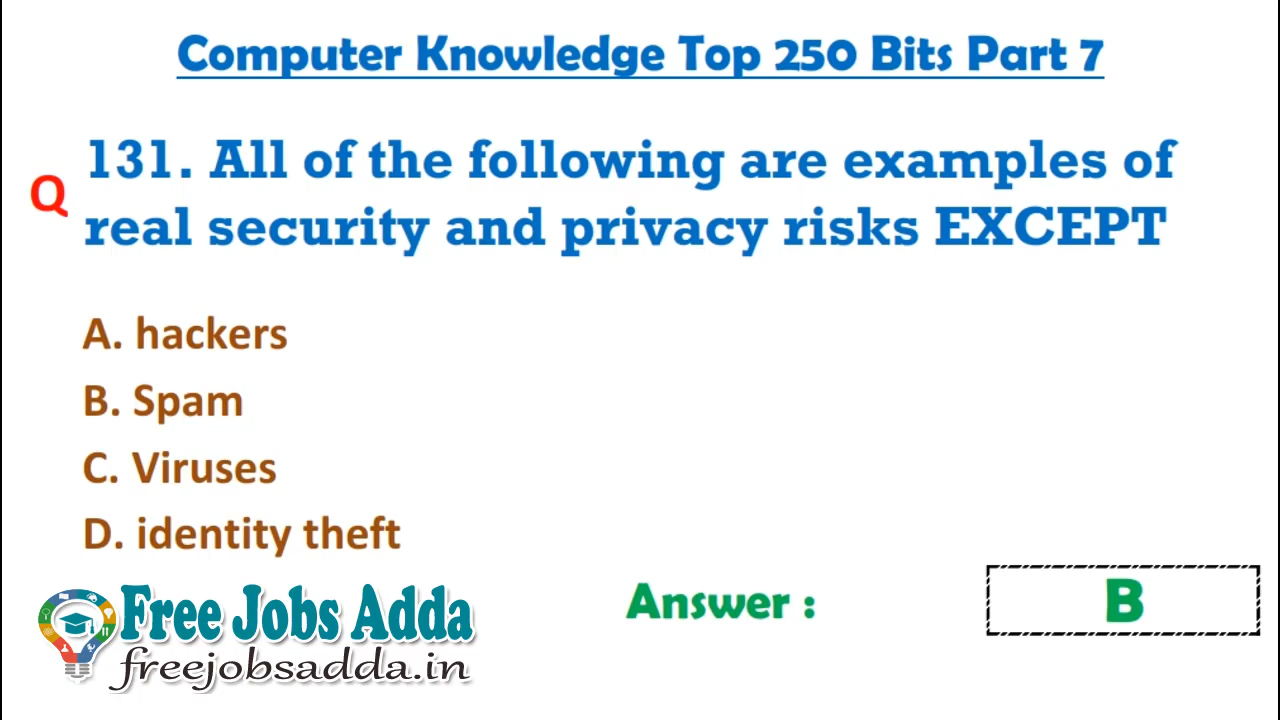 Computer Knowledge Top 250 Bits Part 7
Q
131. All of the following are examples of
real security and privacy risks EXCEPT
A. hackers
B. Spam
C. Viruses
D. identity theft
Free Jobs Adda
freejobsadda.in
Answer :
B